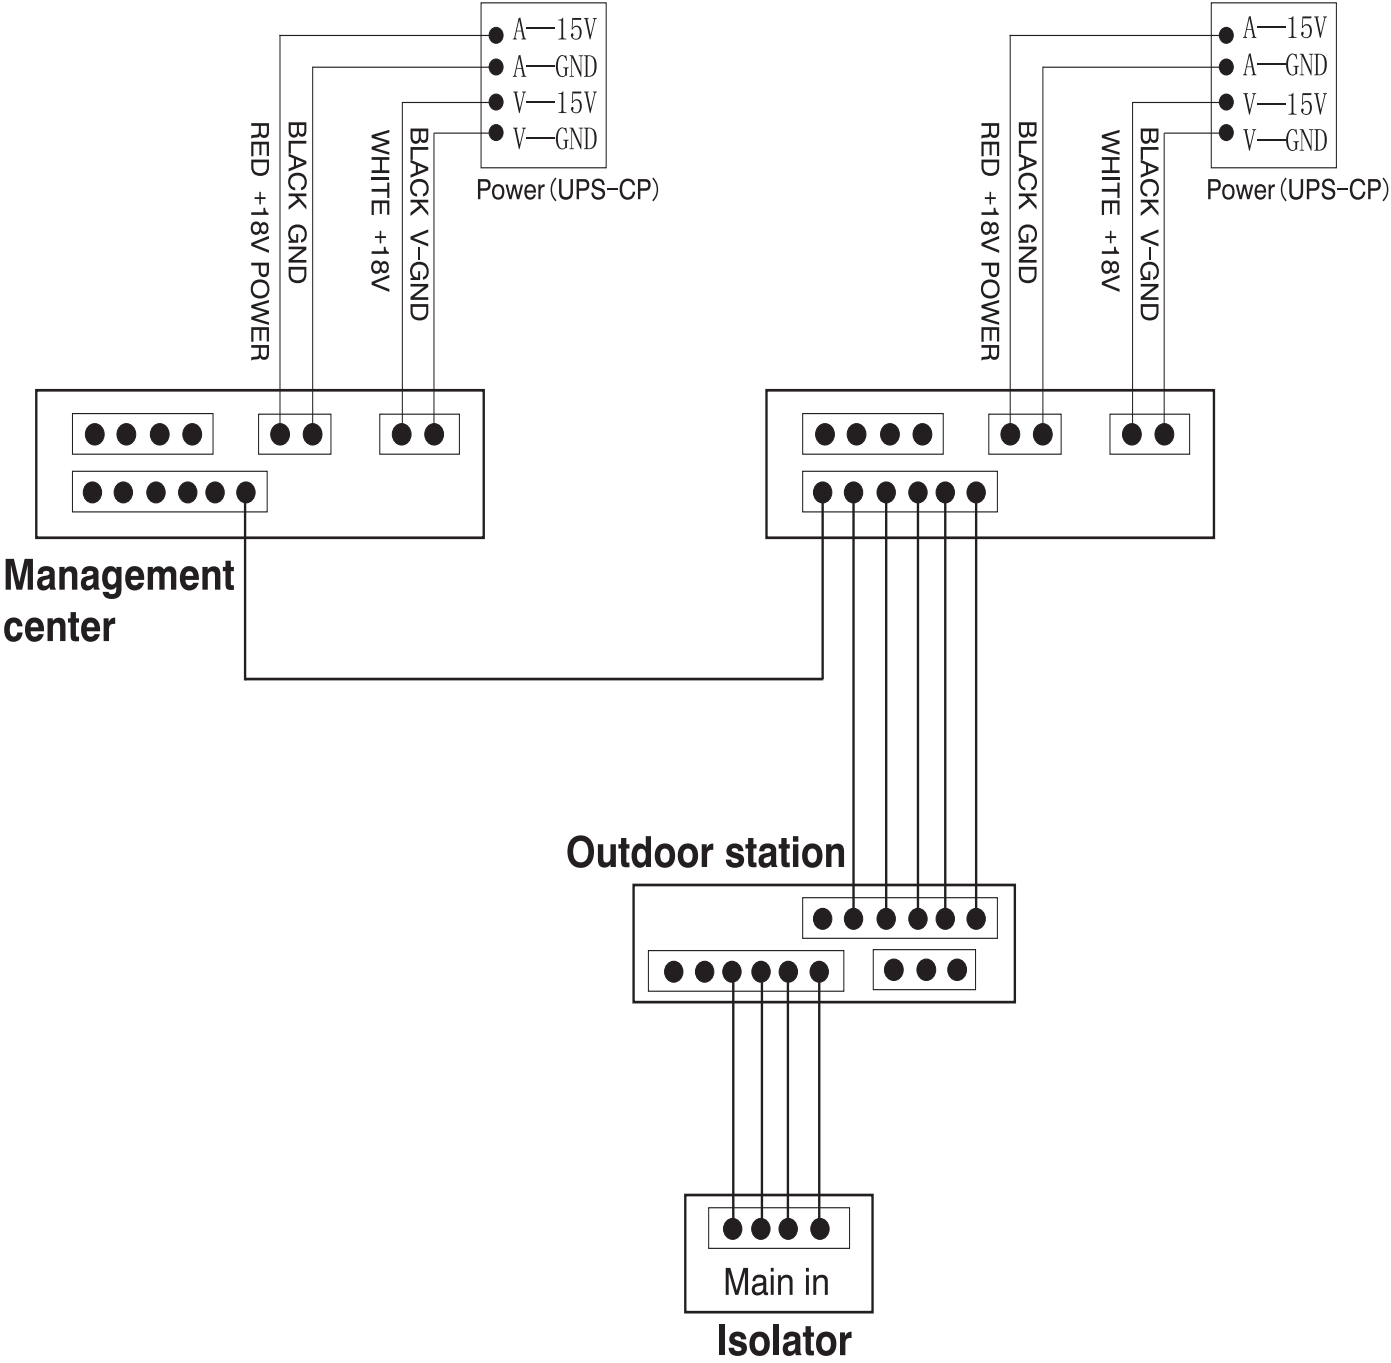 A—15V
A—GND
V—15V
V—GND
Power(UPS-CP)
RED +18V POWER
BLACK GND
WHITE +18V
BLACK V-GND
A—15V
A—GND
V—15V
V—GND
Power(UPS-CP)
RED +18V POWER
BLACK GND
WHITE +18V
BLACK V-GND
Management
center
Outdoor station
Main in
Isolator